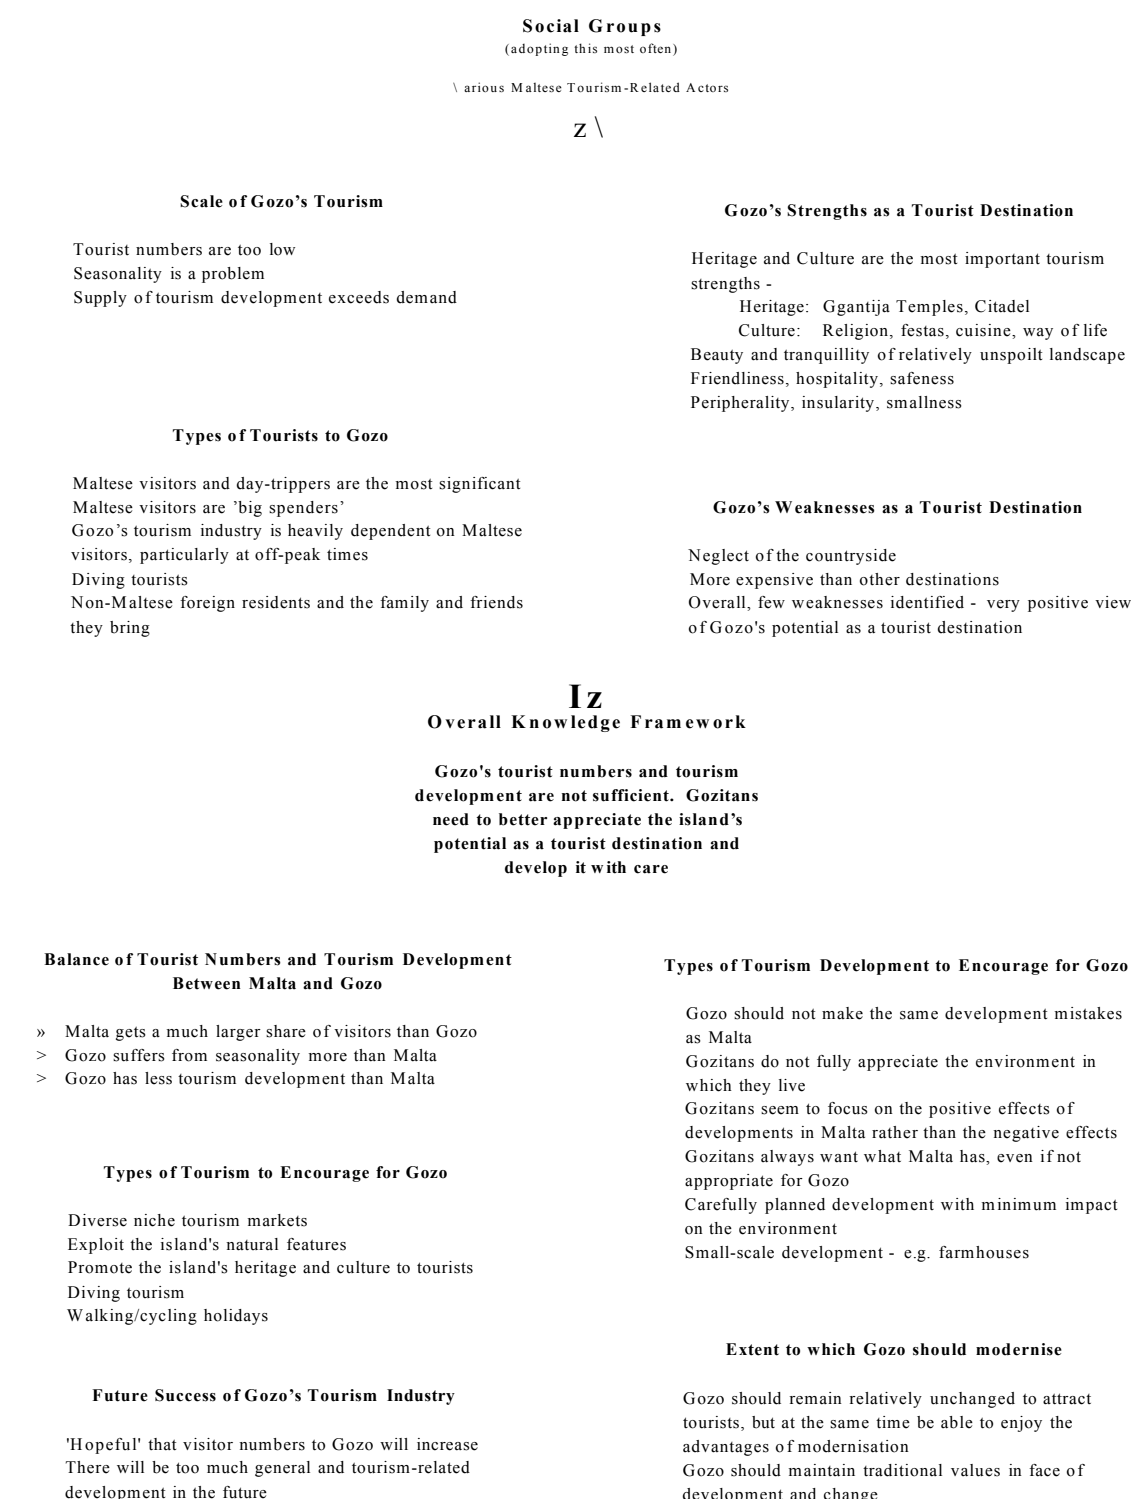 Social Groups
(adopting this most often)
\ arious Maltese Tourism-Related Actors
z \
Scale of Gozo’s Tourism
Tourist numbers are too low
Seasonality is a problem
Supply of tourism development exceeds demand
Types of Tourists to Gozo
Maltese visitors and day-trippers are the most significant
Maltese visitors are ’big spenders’
Gozo’s tourism industry is heavily dependent on Maltese
visitors, particularly at off-peak times
Diving tourists
Non-Maltese foreign residents and the family and friends
they bring
Gozo’s Strengths as a Tourist Destination
Heritage and Culture are the most important tourism
strengths -
Heritage: Ggantija Temples, Citadel
Culture: Religion, festas, cuisine, way of life
Beauty and tranquillity of relatively unspoilt landscape
Friendliness, hospitality, safeness
Peripherality, insularity, smallness
Gozo’s Weaknesses as a Tourist Destination
Neglect of the countryside
More expensive than other destinations
Overall, few weaknesses identified - very positive view
of Gozo's potential as a tourist destination
Iz
Overall Knowledge Framework
Gozo's tourist numbers and tourism
development are not sufficient. Gozitans
need to better appreciate the island’s
potential as a tourist destination and
develop it with care
Balance of Tourist Numbers and Tourism Development
Between Malta and Gozo
» Malta gets a much larger share of visitors than Gozo
> Gozo suffers from seasonality more than Malta
> Gozo has less tourism development than Malta
Types of Tourism to Encourage for Gozo
Diverse niche tourism markets
Exploit the island's natural features
Promote the island's heritage and culture to tourists
Diving tourism
Walking/cycling holidays
Future Success of Gozo’s Tourism Industry
'Hopeful' that visitor numbers to Gozo will increase
There will be too much general and tourism-related
development in the future
Types of Tourism Development to Encourage for Gozo
Gozo should not make the same development mistakes
as Malta
Gozitans do not fully appreciate the environment in
which they live
Gozitans seem to focus on the positive effects of
developments in Malta rather than the negative effects
Gozitans always want what Malta has, even if not
appropriate for Gozo
Carefully planned development with minimum impact
on the environment
Small-scale development - e.g. farmhouses
Extent to which Gozo should modernise
Gozo should remain relatively unchanged to attract
tourists, but at the same time be able to enjoy the
advantages of modernisation
Gozo should maintain traditional values in face of
development and change